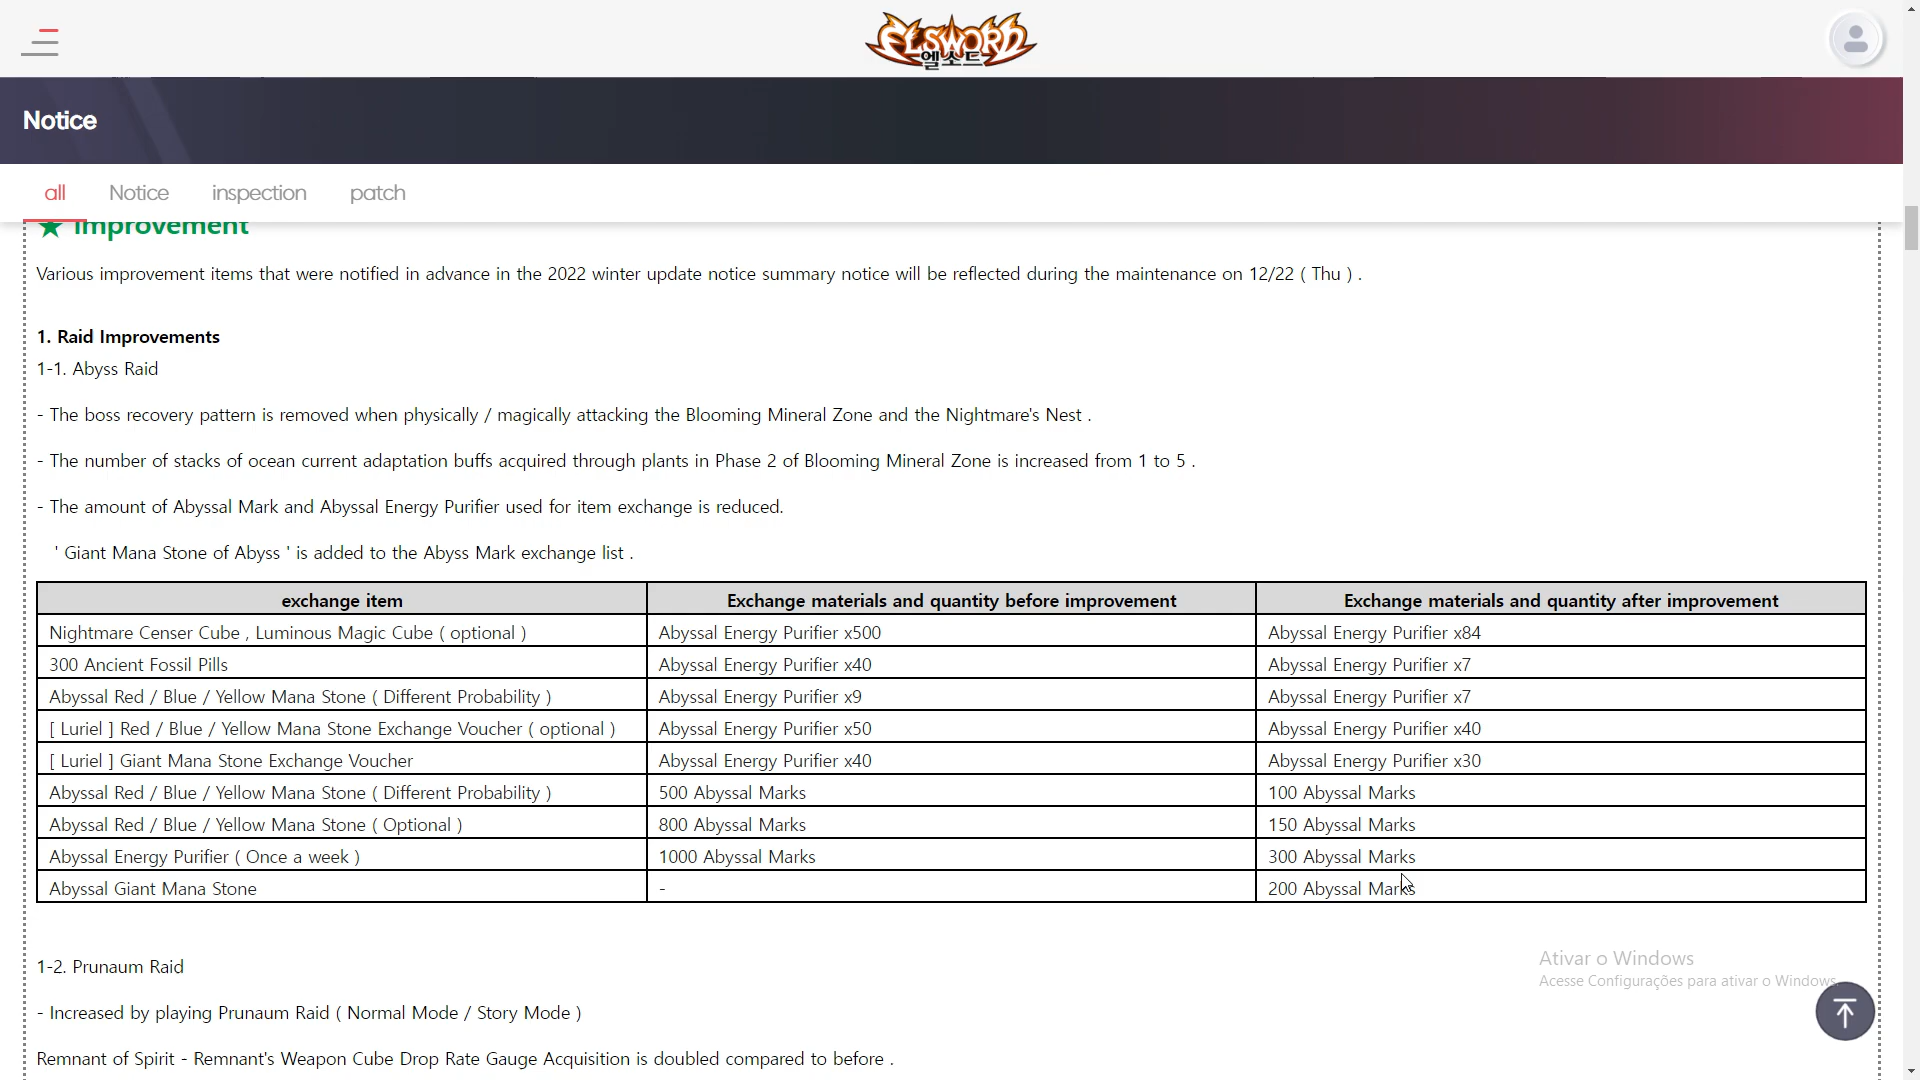 ELSWORD
엘소드
Notice
all Notice inspection patch
★ Improvement
Various improvement items that were notified in advance in the 2022 winter update notice summary notice will be reflected during the maintenance on 12/22 ( Thu ) .
1. Raid Improvements
1-1. Abyss Raid
- The boss recovery pattern is removed when physically / magically attacking the Blooming Mineral Zone and the Nightmare's Nest .
- The number of stacks of ocean current adaptation buffs acquired through plants in Phase 2 of Blooming Mineral Zone is increased from 1 to 5 .
- The amount of Abyssal Mark and Abyssal Energy Purifier used for item exchange is reduced.
' Giant Mana Stone of Abyss ' is added to the Abyss Mark exchange list .
exchange item Exchange materials and quantity before improvement Exchange materials and quantity after improvement
Nightmare Censer Cube , Luminous Magic Cube ( optional ) Abyssal Energy Purifier x500 Abyssal Energy Purifier x84
300 Ancient Fossil Pills Abyssal Energy Purifier x40 Abyssal Energy Purifier x7
Abyssal Red / Blue / Yellow Mana Stone ( Different Probability ) Abyssal Energy Purifier x9 Abyssal Energy Purifier x7
[ Luriel ] Red / Blue / Yellow Mana Stone Exchange Voucher ( optional ) Abyssal Energy Purifier x50 Abyssal Energy Purifier x40
[ Luriel ] Giant Mana Stone Exchange Voucher Abyssal Energy Purifier x40 Abyssal Energy Purifier x30
Abyssal Red / Blue / Yellow Mana Stone ( Different Probability ) 500 Abyssal Marks 100 Abyssal Marks
Abyssal Red / Blue / Yellow Mana Stone ( Optional ) 800 Abyssal Marks 150 Abyssal Marks
Abyssal Energy Purifier ( Once a week ) 1000 Abyssal Marks 300 Abyssal Marks
Abyssal Giant Mana Stone - 200 Abyssal Marks
1-2. Prunaum Raid
- Increased by playing Prunaum Raid ( Normal Mode / Story Mode )
Remnant of Spirit - Remnant's Weapon Cube Drop Rate Gauge Acquisition is doubled compared to before .
Ativar o Windows
Acesse Configurações para ativar o Windows.